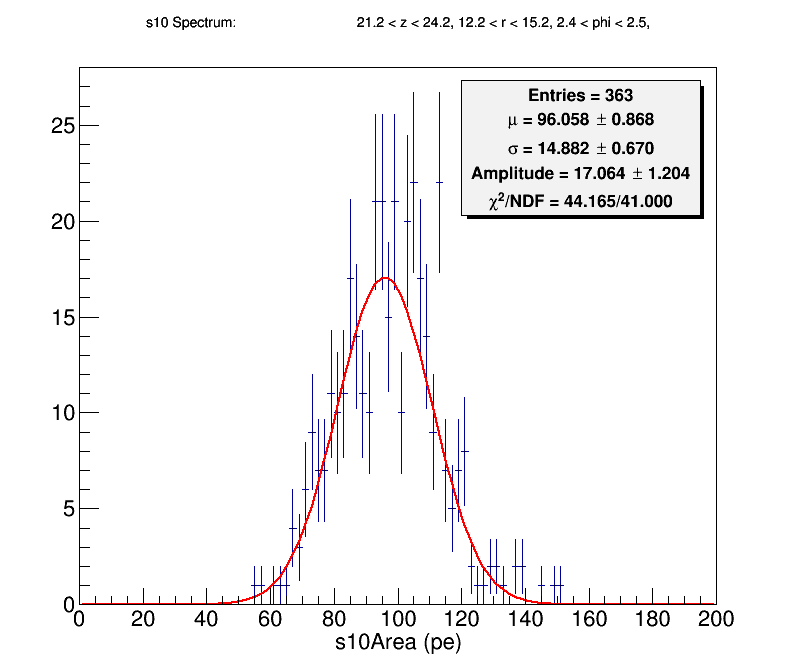 s10 Spectrum: 21.2 < z < 24.2, 12.2 < r < 15.2, 2.4 < phi < 2.5,
Entries = 363
μ = 96.058 ± 0.868
σ = 14.882 ± 0.670
Amplitude = 17.064 ± 1.204
χ²/NDF = 44.165/41.000
25
20
15
10
5
0
0 20 40 60 80 100 120 140 160 180 200
s10Area (pe)